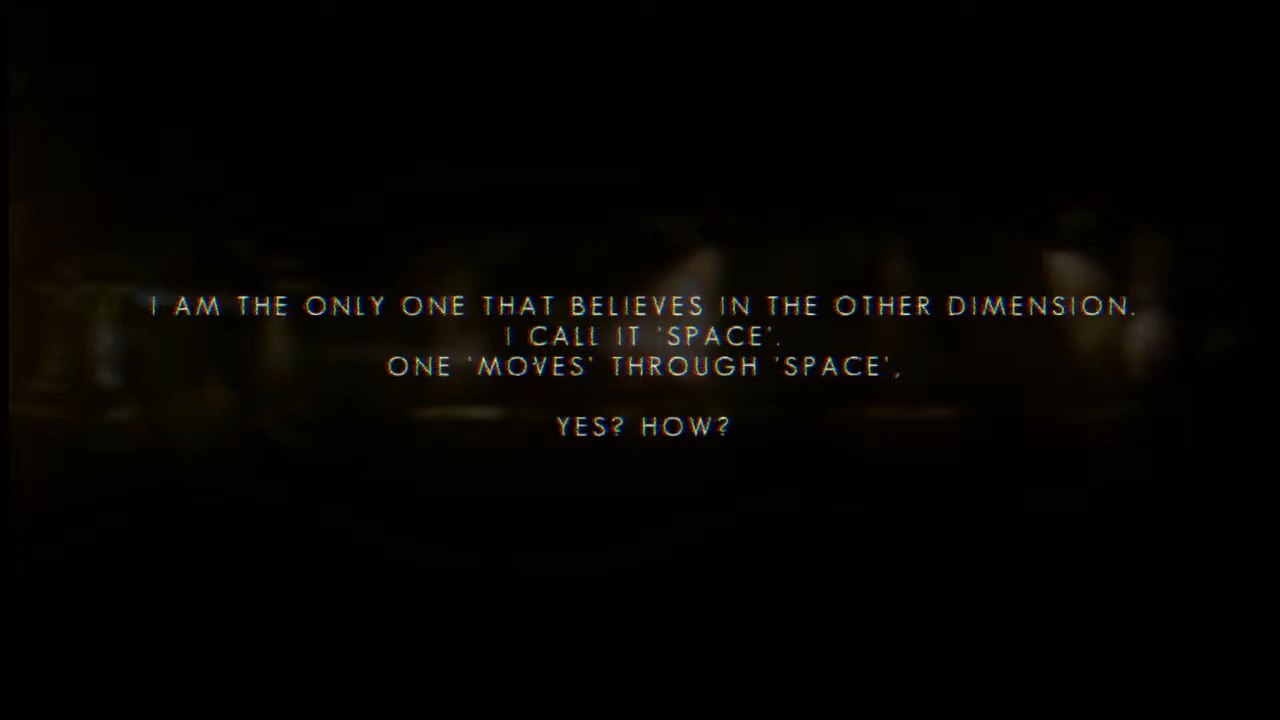 I AM THE ONLY ONE THAT BELIEVES IN THE OTHER DIMENSION.
I CALL IT 'SPACE'.
ONE 'MOVES' THROUGH 'SPACE',
YES? HOW?